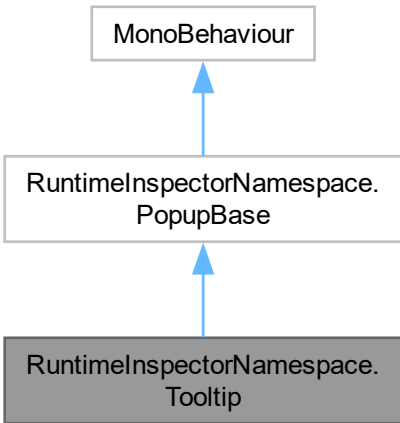 MonoBehaviour
RuntimeInspectorNamespace.
PopupBase
RuntimeInspectorNamespace.
Tooltip